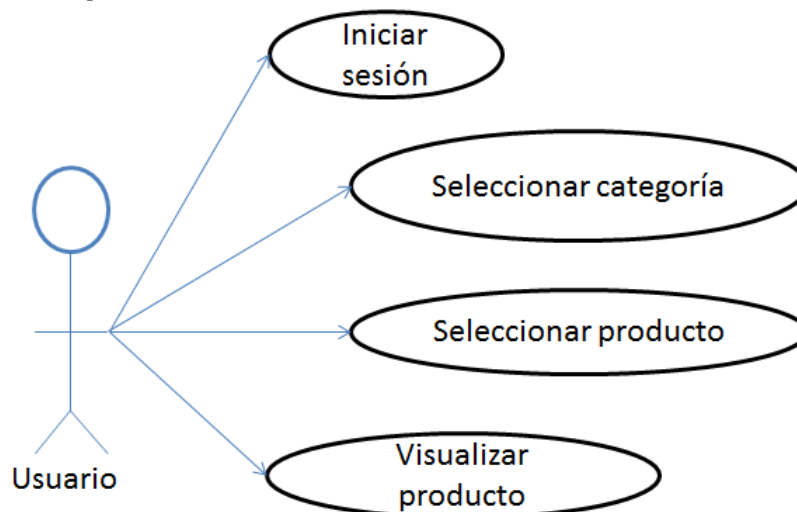 Iniciar
sesión
Seleccionar categoría
Seleccionar producto
Visualizar
producto
Usuario